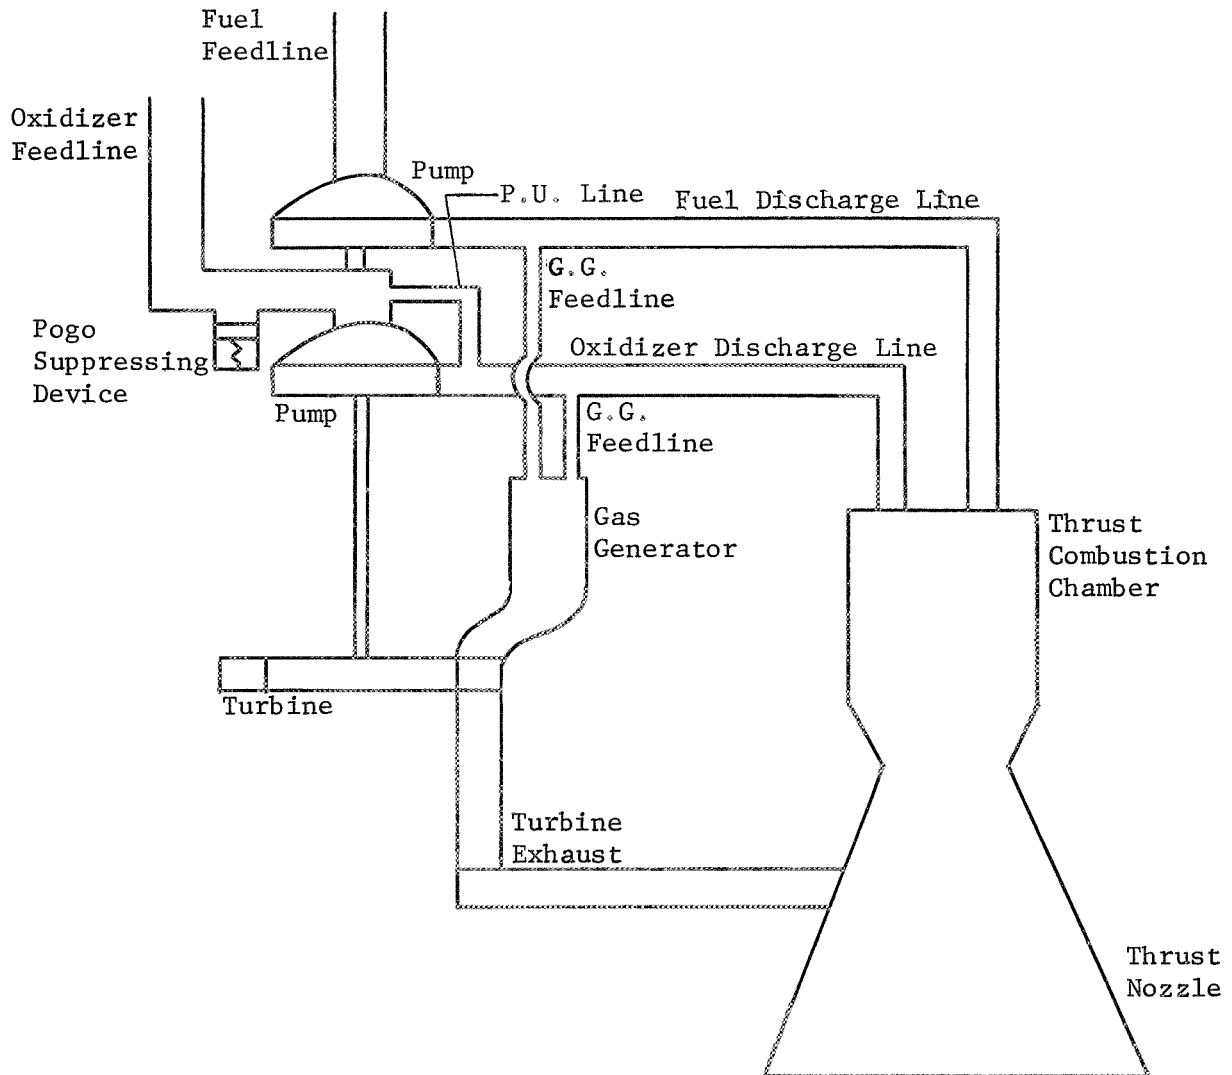 Fuel
Feedline
Oxidizer
Feedline
Pump
P.U. Line
Fuel Discharge Line
G.G.
Feedline
Pogo
Suppressing
Device
Oxidizer Discharge Line
Pump
G.G.
Feedline
Gas
Generator
Thrust
Combustion
Chamber
Turbine
Turbine
Exhaust
Thrust
Nozzle